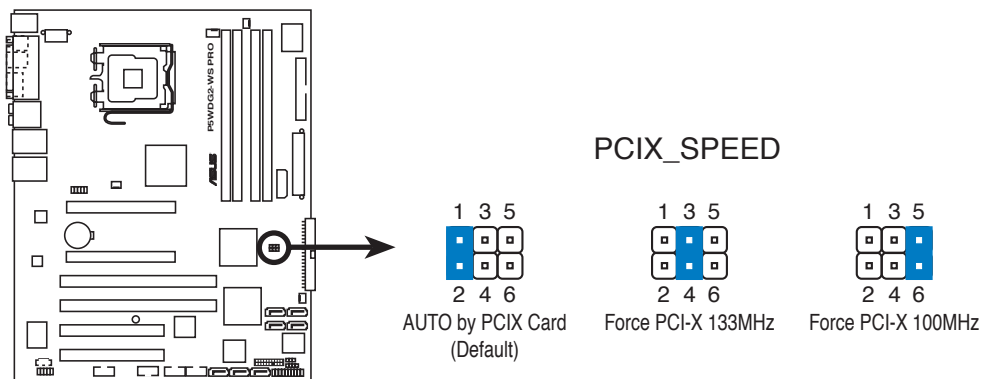 P5WDG2-WS PRO
ASUS
PCIX_SPEED
1 3 5
2 4 6
AUTO by PCIX Card
(Default)
1 3 5
2 4 6
Force PCI-X 133MHz
1 3 5
2 4 6
Force PCI-X 100MHz